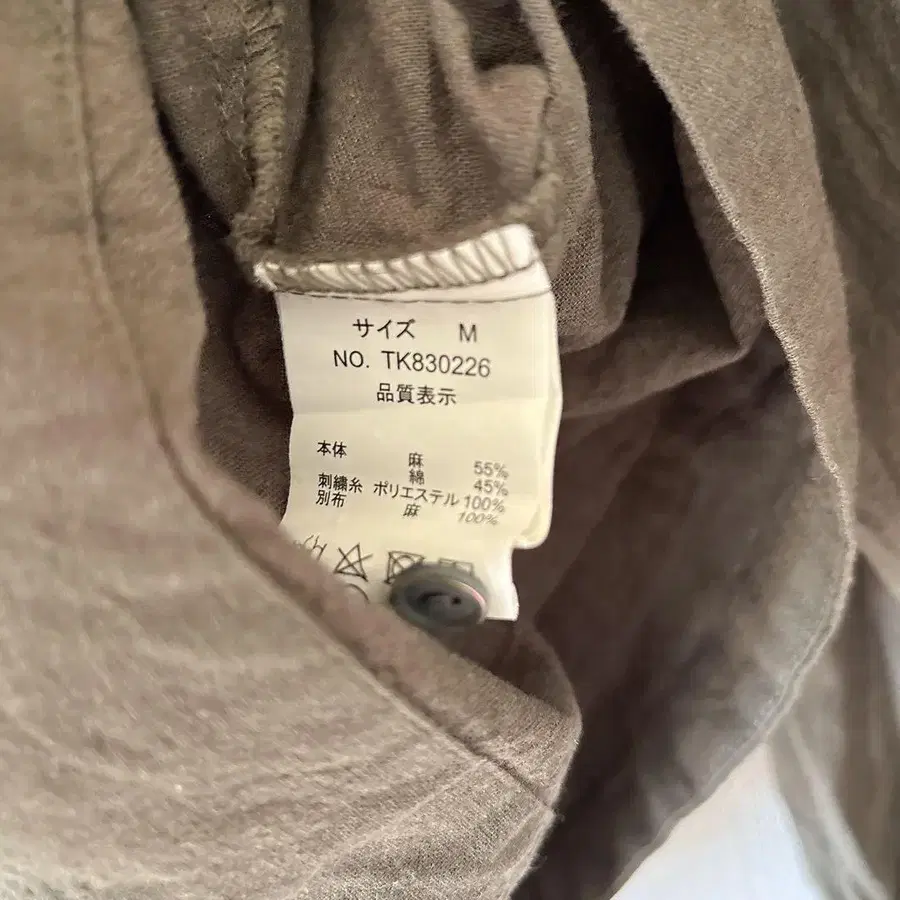 サイズ M
NO. TK830226
品質表示
本体 麻 55%
綿 45%
刺繍糸 ポリエステル 100%
別布 麻 100%